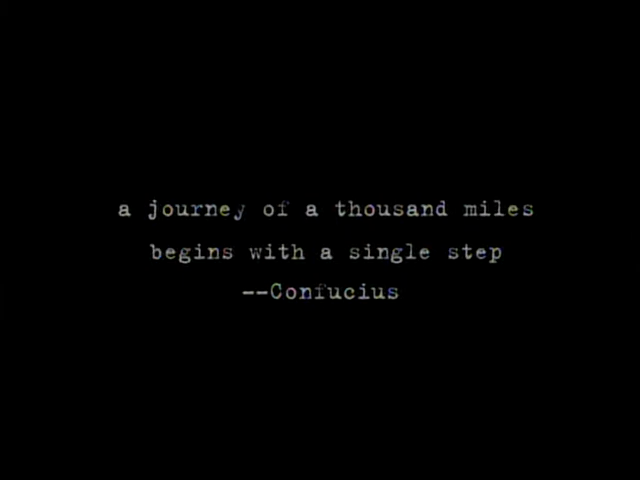 a journey of a thousand miles
begins with a single step
--Confucius